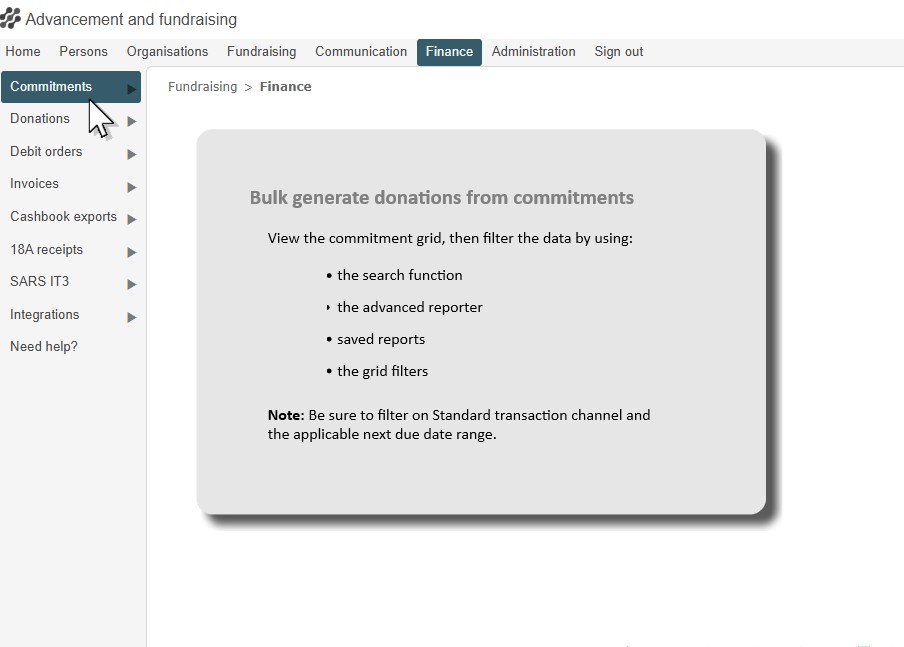 Advancement and fundraising
Home Persons Organisations Fundraising Communication Finance Administration Sign out
Commitments
Donations
Debit orders
Invoices
Cashbook exports
18A receipts
SARS IT3
Integrations
Need help?
Fundraising > Finance
Bulk generate donations from commitments
View the commitment grid, then filter the data by using:
• the search function
• the advanced reporter
• saved reports
• the grid filters
Note: Be sure to filter on Standard transaction channel and
the applicable next due date range.